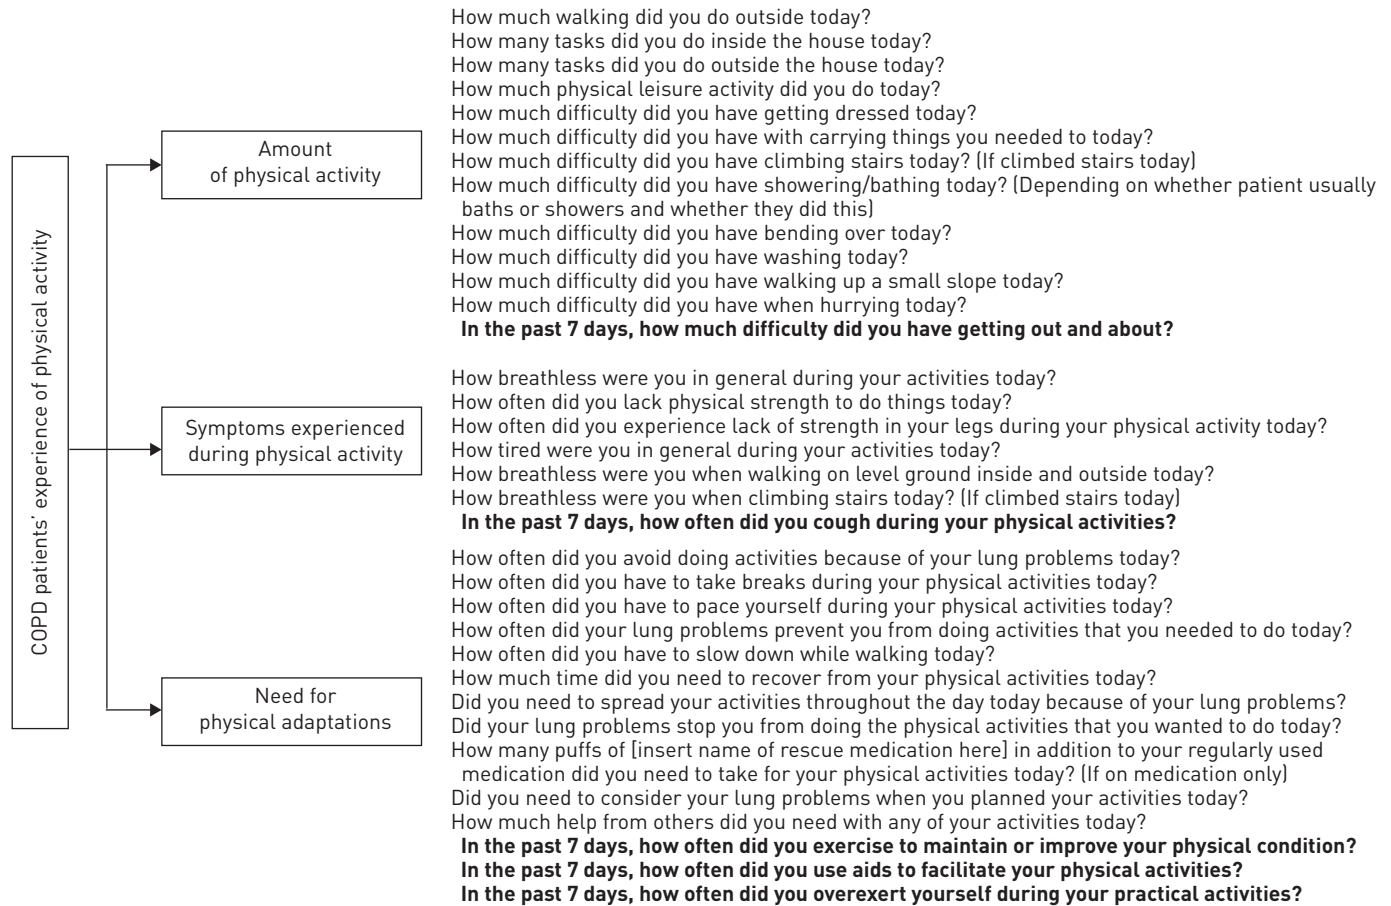 COPD patients' experience of physical activity
Amount
of physical activity
How much walking did you do outside today?
How many tasks did you do inside the house today?
How many tasks did you do outside the house today?
How much physical leisure activity did you do today?
How much difficulty did you have getting dressed today?
How much difficulty did you have with carrying things you needed to today?
How much difficulty did you have climbing stairs today? (If climbed stairs today)
How much difficulty did you have showering/bathing today? (Depending on whether patient usually
baths or showers and whether they did this)
How much difficulty did you have bending over today?
How much difficulty did you have washing today?
How much difficulty did you have walking up a small slope today?
How much difficulty did you have when hurrying today?
In the past 7 days, how much difficulty did you have getting out and about?
Symptoms experienced
during physical activity
How breathless were you in general during your activities today?
How often did you lack physical strength to do things today?
How often did you experience lack of strength in your legs during your physical activity today?
How tired were you in general during your activities today?
How breathless were you when walking on level ground inside and outside today?
How breathless were you when climbing stairs today? (If climbed stairs today)
In the past 7 days, how often did you cough during your physical activities?
Need for
physical adaptations
How often did you avoid doing activities because of your lung problems today?
How often did you have to take breaks during your physical activities today?
How often did you have to pace yourself during your physical activities today?
How often did your lung problems prevent you from doing activities that you needed to do today?
How often did you have to slow down while walking today?
How much time did you need to recover from your physical activities today?
Did you need to spread your activities throughout the day today because of your lung problems?
Did your lung problems stop you from doing the physical activities that you wanted to do today?
How many puffs of [insert name of rescue medication here] in addition to your regularly used
medication did you need to take for your physical activities today? (If on medication only)
Did you need to consider your lung problems when you planned your activities today?
How much help from others did you need with any of your activities today?
In the past 7 days, how often did you exercise to maintain or improve your physical condition?
In the past 7 days, how often did you use aids to facilitate your physical activities?
In the past 7 days, how often did you overexert yourself during your practical activities?